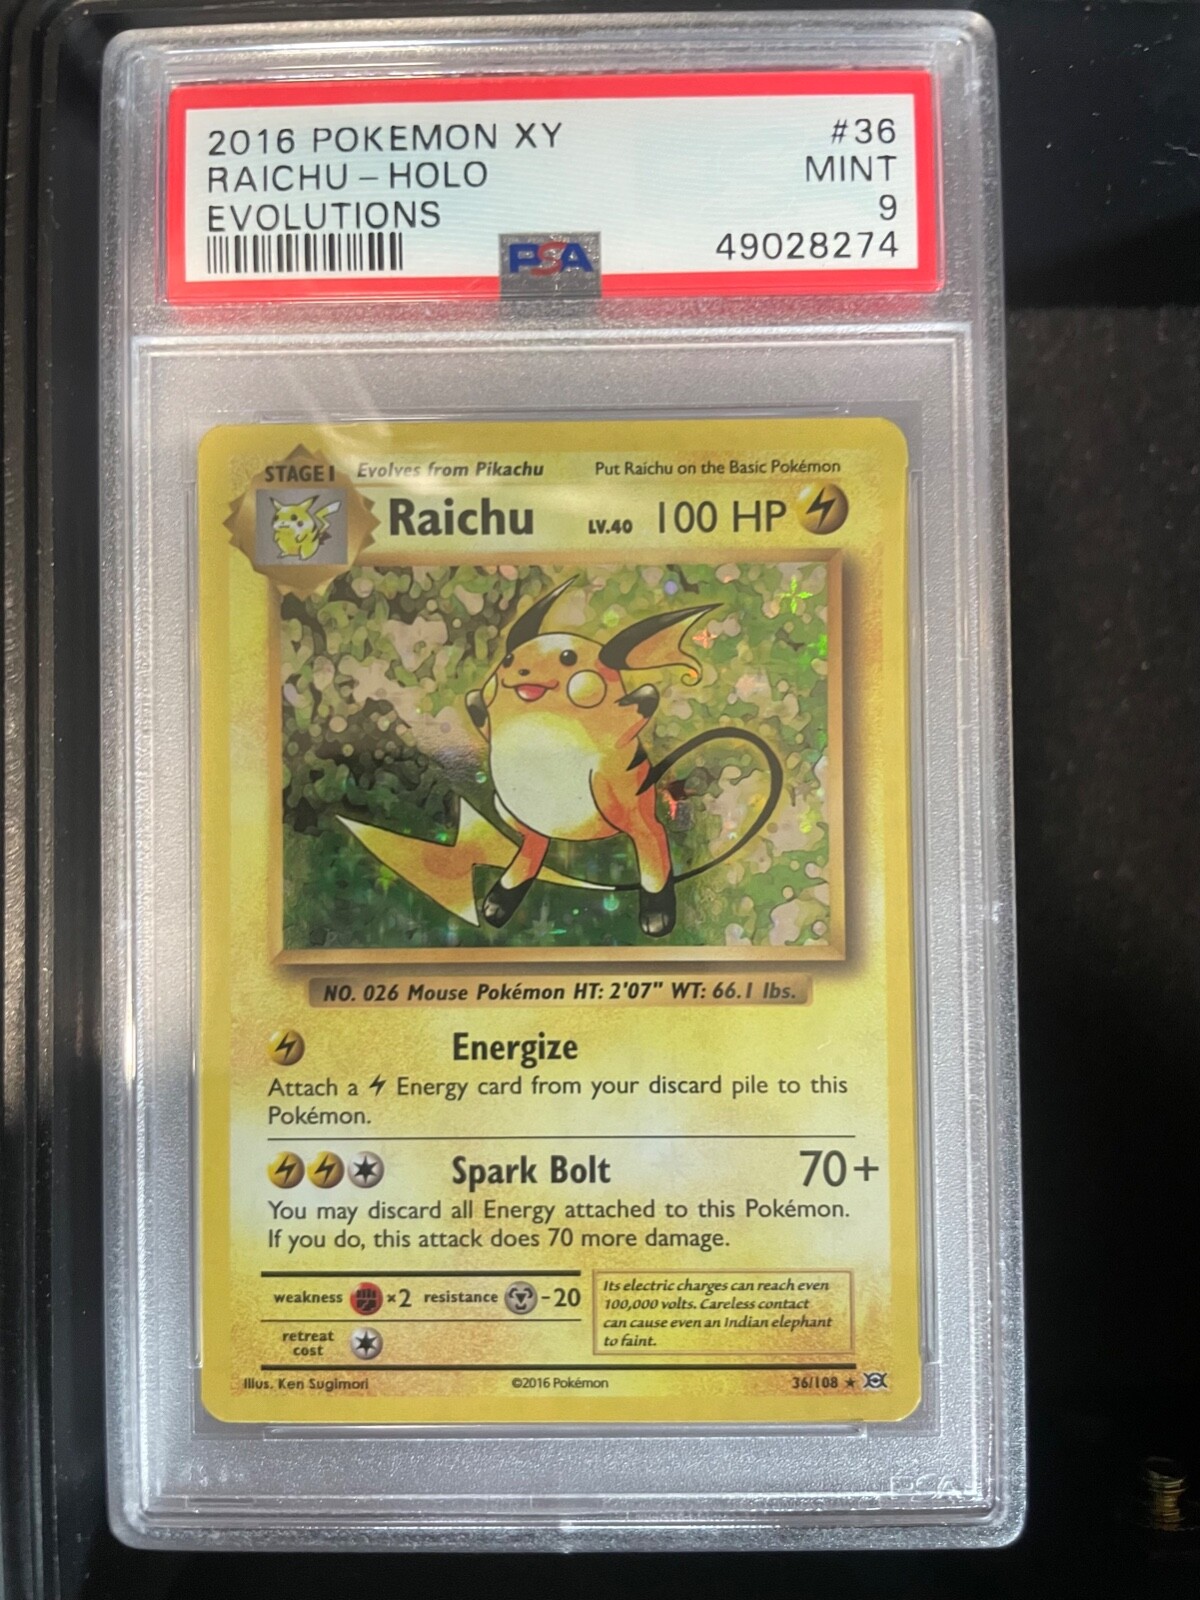 2016 POKEMON XY #36
RAICHU - HOLO MINT
EVOLUTIONS 9
PSA 49028274
STAGE 1 Evolves from Pikachu Put Raichu on the Basic Pokémon
Raichu LV.40 100 HP
NO. 026 Mouse Pokémon HT: 2'07" WT: 66.1 lbs.
Energize
Attach a Energy card from your discard pile to this
Pokémon.
Spark Bolt 70+
You may discard all Energy attached to this Pokémon.
If you do, this attack does 70 more damage.
weakness ×2 resistance -20
retreat
cost
Its electric charges can reach even
100,000 volts. Careless contact
can cause even an Indian elephant
to faint.
Illus. Ken Sugimori ©2016 Pokémon 36/108 ★
PSA